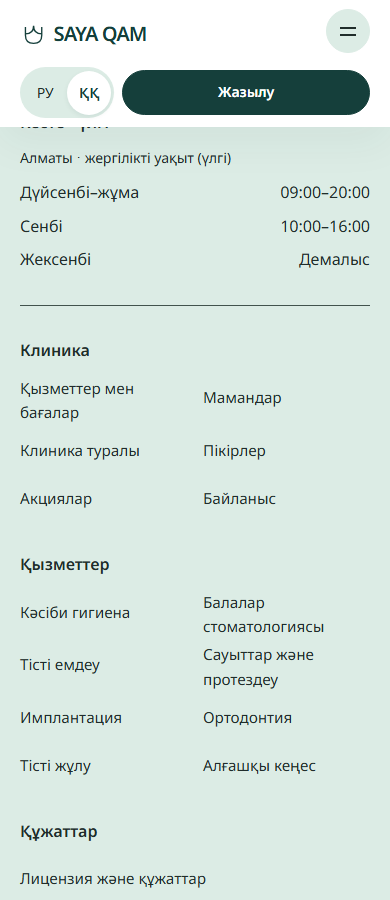 SAYA QAM
РУ
ҚҚ
Жазылу
Алматы · жергілікті уақыт (үлгі)
Дүйсенбі–жұма 09:00–20:00
Сенбі 10:00–16:00
Жексенбі Демалыс
Клиника
Қызметтер мен
бағалар
Мамандар
Клиника туралы
Пікірлер
Акциялар
Байланыс
Қызметтер
Кәсіби гигиена
Балалар
стоматологиясы
Тісті емдеу
Сауыттар және
протездеу
Имплантация
Ортодонтия
Тісті жұлу
Алғашқы кеңес
Құжаттар
Лицензия және құжаттар